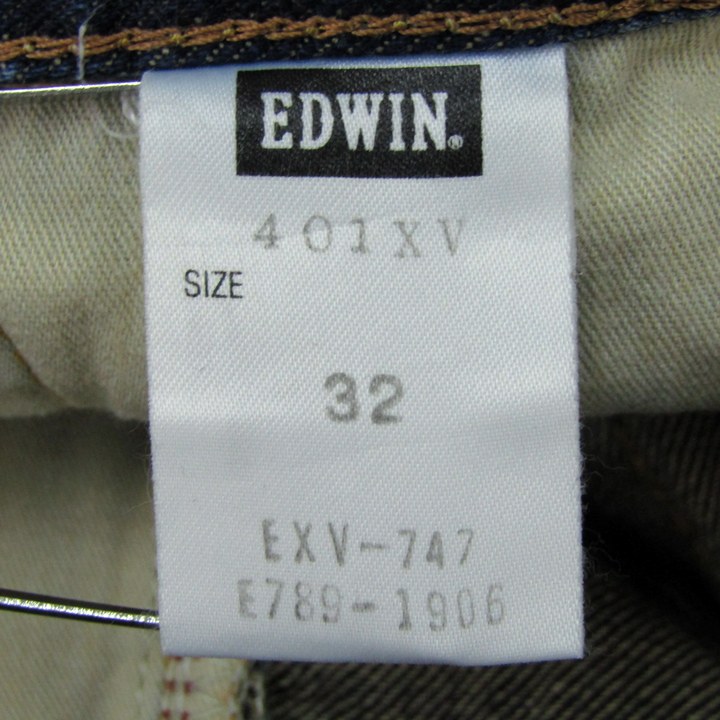 EDWIN®
401XV
SIZE
32
EXV-747
E789-1906